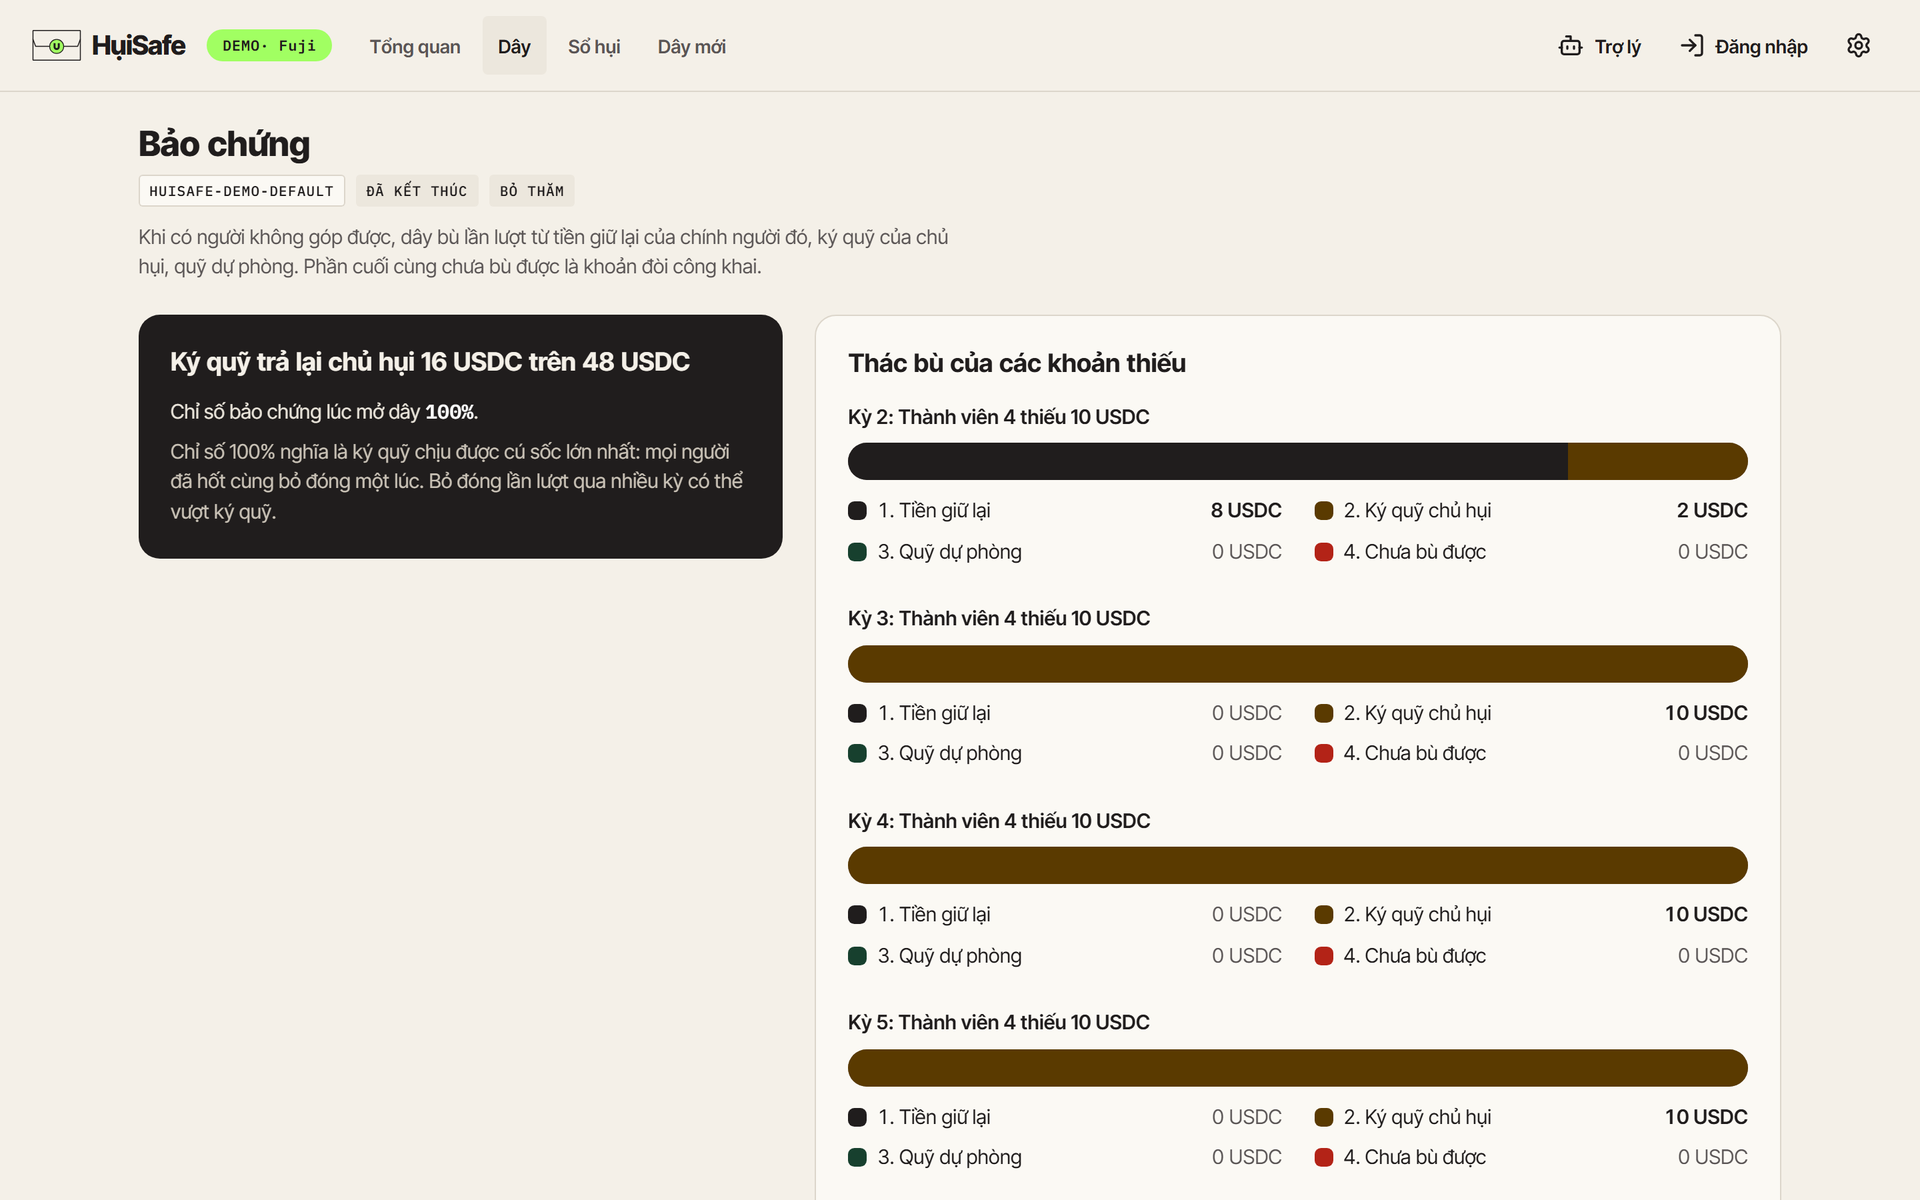 HụiSafe
DEMO· Fuji
Tổng quan
Dây
Sổ hụi
Dây mới
Trợ lý
Đăng nhập
Bảo chứng
HUISAFE-DEMO-DEFAULT
ĐÃ KẾT THÚC
BỎ THĂM
Khi có người không góp được, dây bù lần lượt từ tiền giữ lại của chính người đó, ký quỹ của chủ
hụi, quỹ dự phòng. Phần cuối cùng chưa bù được là khoản đòi công khai.
Ký quỹ trả lại chủ hụi 16 USDC trên 48 USDC
Chỉ số bảo chứng lúc mở dây 100%.
Chỉ số 100% nghĩa là ký quỹ chịu được cú sốc lớn nhất: mọi người
đã hốt cùng bỏ đóng một lúc. Bỏ đóng lần lượt qua nhiều kỳ có thể
vượt ký quỹ.
Thác bù của các khoản thiếu
Kỳ 2: Thành viên 4 thiếu 10 USDC
1. Tiền giữ lại 8 USDC 2. Ký quỹ chủ hụi 2 USDC
3. Quỹ dự phòng 0 USDC 4. Chưa bù được 0 USDC
Kỳ 3: Thành viên 4 thiếu 10 USDC
1. Tiền giữ lại 0 USDC 2. Ký quỹ chủ hụi 10 USDC
3. Quỹ dự phòng 0 USDC 4. Chưa bù được 0 USDC
Kỳ 4: Thành viên 4 thiếu 10 USDC
1. Tiền giữ lại 0 USDC 2. Ký quỹ chủ hụi 10 USDC
3. Quỹ dự phòng 0 USDC 4. Chưa bù được 0 USDC
Kỳ 5: Thành viên 4 thiếu 10 USDC
1. Tiền giữ lại 0 USDC 2. Ký quỹ chủ hụi 10 USDC
3. Quỹ dự phòng 0 USDC 4. Chưa bù được 0 USDC